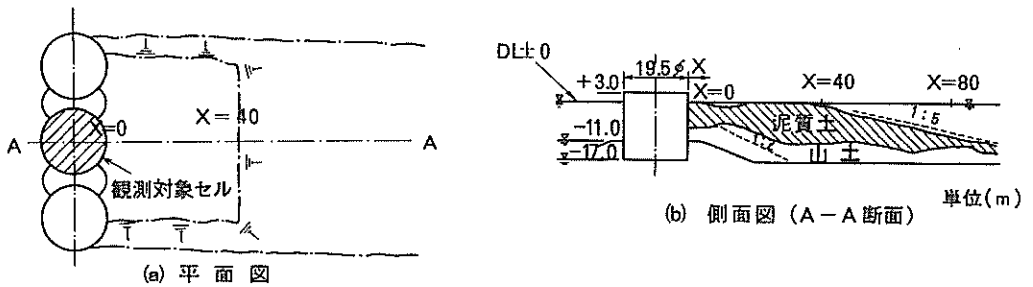 A
X=0
X=40
A
観測対象セル
(a) 平面図
DL±0
+3.0
19.5φ
X
X=0
X=40
X=80
1:5
泥質土
-11.0
-17.0
山土
単位(m)
(b) 側面図(A-A断面)